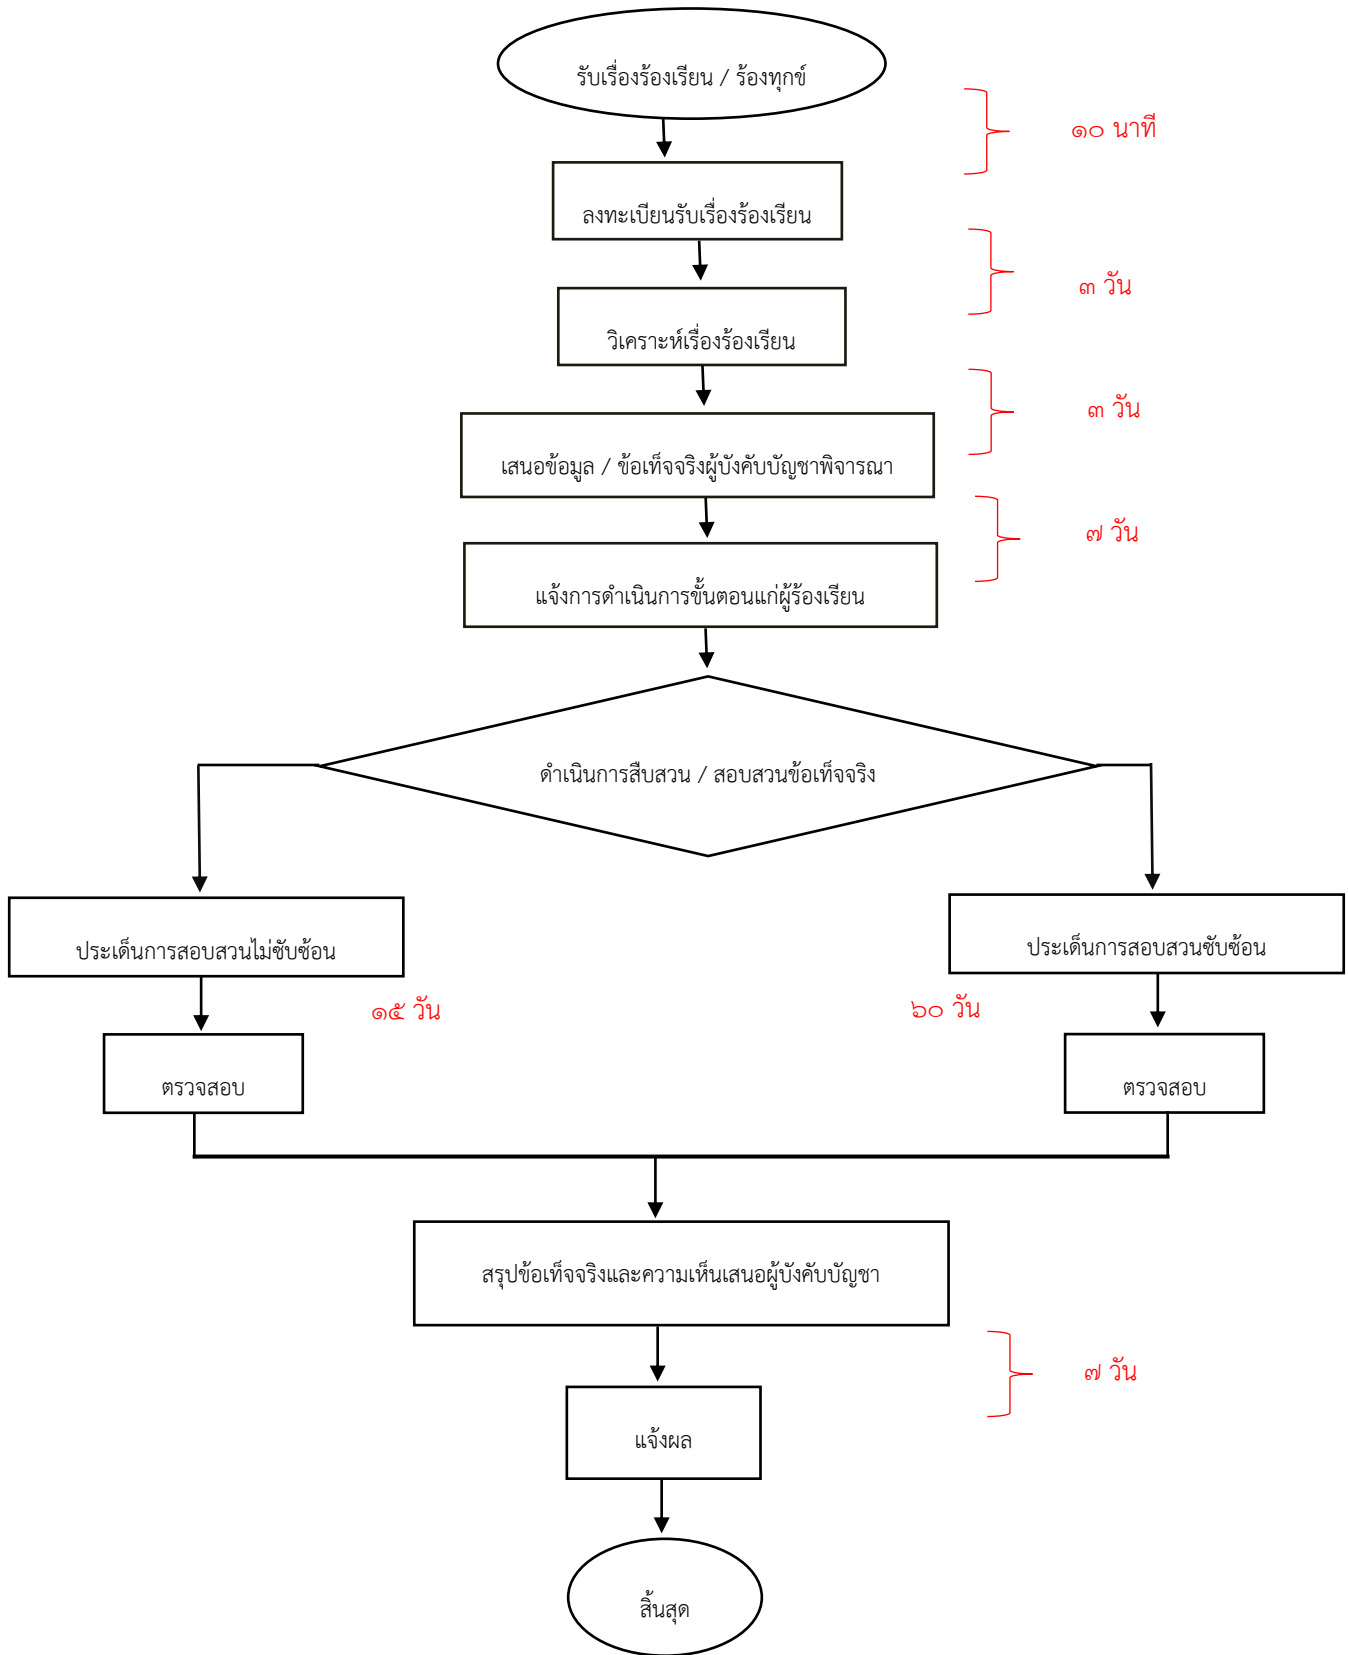 รับเรื่องร้องเรียน / ร้องทุกข์
๑๐ นาที
ลงทะเบียนรับเรื่องร้องเรียน
๓ วัน
วิเคราะห์เรื่องร้องเรียน
๓ วัน
เสนอข้อมูล / ข้อเท็จจริงผู้บังคับบัญชาพิจารณา
๗ วัน
แจ้งการดำเนินการขั้นตอนแก่ผู้ร้องเรียน
ดำเนินการสืบสวน / สอบสวนข้อเท็จจริง
ประเด็นการสอบสวนไม่ซับซ้อน
ประเด็นการสอบสวนซับซ้อน
๑๕ วัน
๖๐ วัน
ตรวจสอบ
ตรวจสอบ
สรุปข้อเท็จจริงและความเห็นเสนอผู้บังคับบัญชา
๗ วัน
แจ้งผล
สิ้นสุด